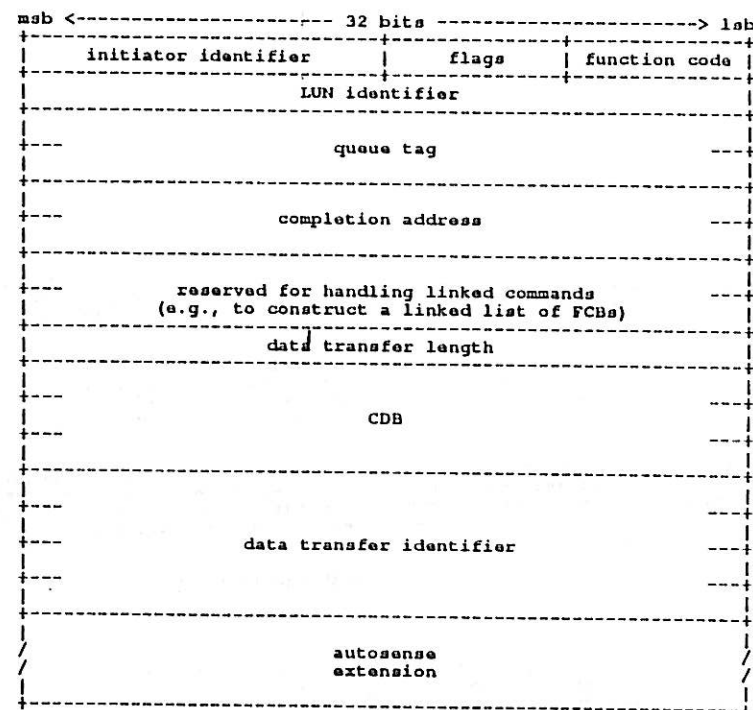 msb <---------------------- 32 bits ----------------------> lsb
initiator identifier | flags | function code
LUN identifier
queue tag
completion address
reserved for handling linked commands
(e.g., to construct a linked list of FCBs)
data transfer length
CDB
data transfer identifier
autosense
extension